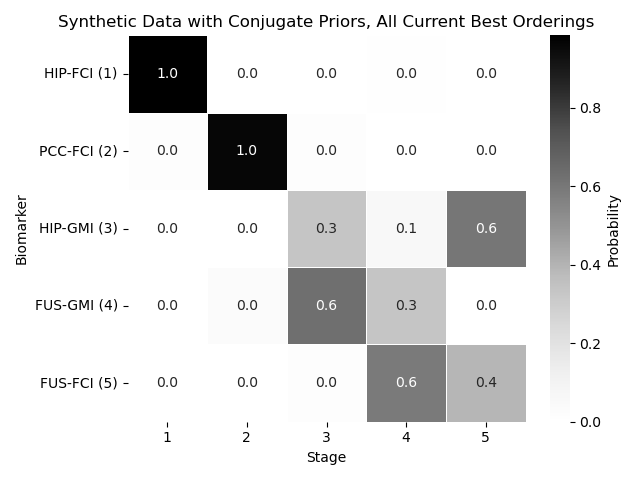 Synthetic Data with Conjugate Priors, All Current Best Orderings
HIP-FCI (1) 1.0 0.0 0.0 0.0 0.0
PCC-FCI (2) 0.0 1.0 0.0 0.0 0.0
HIP-GMI (3) 0.0 0.0 0.3 0.1 0.6
FUS-GMI (4) 0.0 0.0 0.6 0.3 0.0
FUS-FCI (5) 0.0 0.0 0.0 0.6 0.4
1 2 3 4 5
Stage
Biomarker
0.8
0.6
0.4
0.2
0.0
Probability